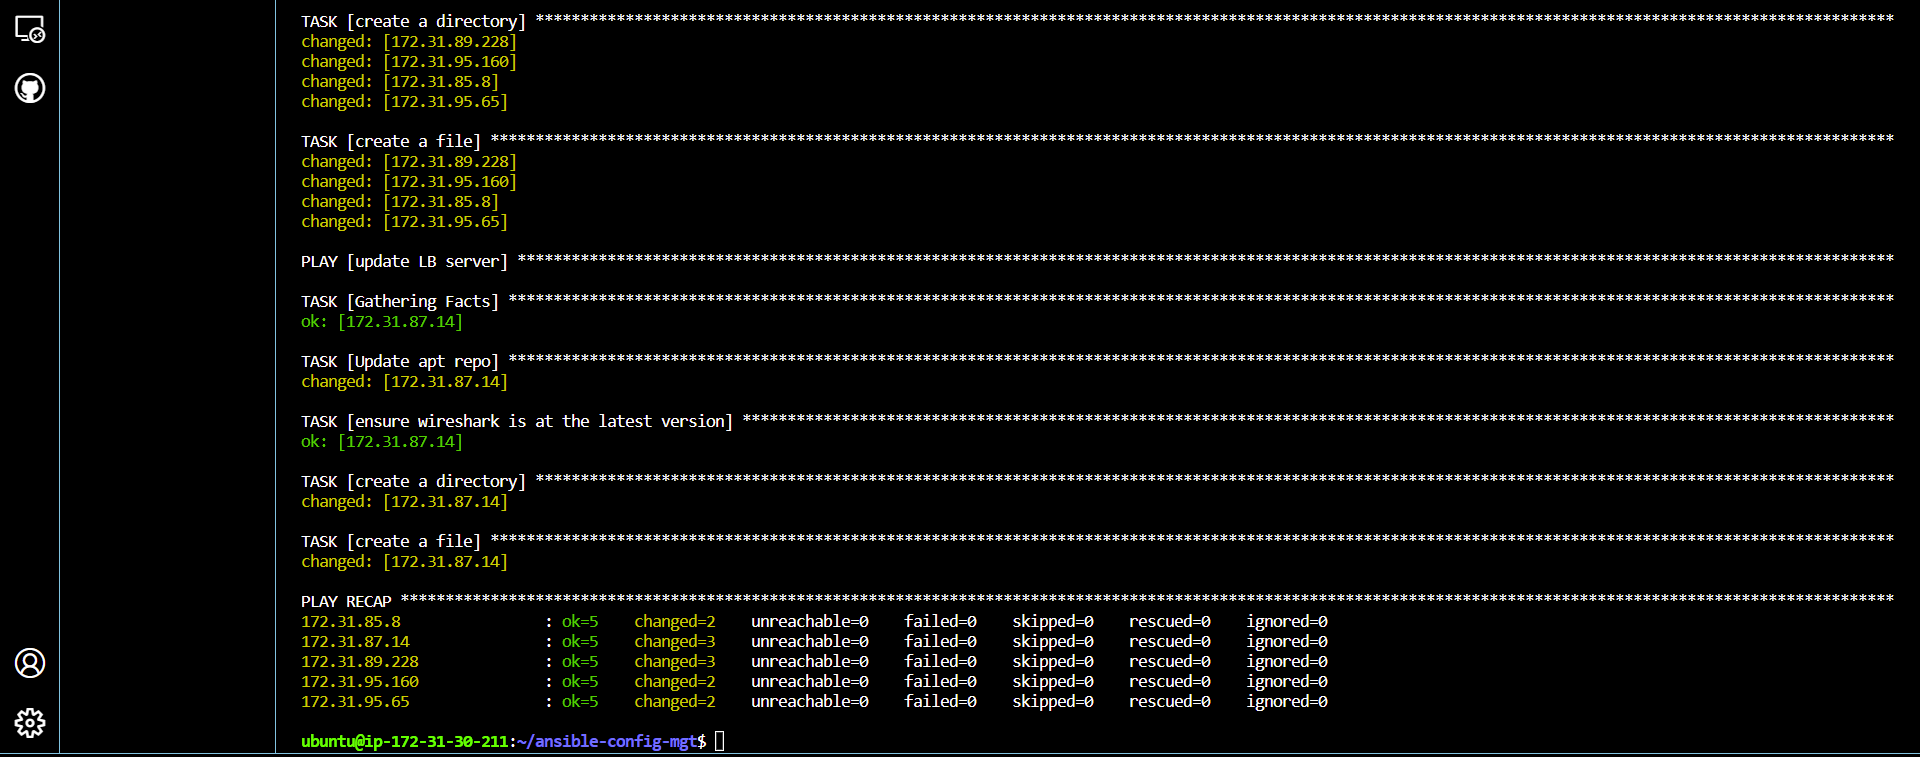 TASK [create a directory] *******************************************************************************************************************************************************
changed: [172.31.89.228]
changed: [172.31.95.160]
changed: [172.31.85.8]
changed: [172.31.95.65]
TASK [create a file] ************************************************************************************************************************************************************
changed: [172.31.89.228]
changed: [172.31.95.160]
changed: [172.31.85.8]
changed: [172.31.95.65]
PLAY [update LB server] *********************************************************************************************************************************************************
TASK [Gathering Facts] **********************************************************************************************************************************************************
ok: [172.31.87.14]
TASK [Update apt repo] **********************************************************************************************************************************************************
changed: [172.31.87.14]
TASK [ensure wireshark is at the latest version] ********************************************************************************************************************************
ok: [172.31.87.14]
TASK [create a directory] *******************************************************************************************************************************************************
changed: [172.31.87.14]
TASK [create a file] ************************************************************************************************************************************************************
changed: [172.31.87.14]
PLAY RECAP **********************************************************************************************************************************************************************
172.31.85.8                : ok=5    changed=2    unreachable=0    failed=0    skipped=0    rescued=0    ignored=0
172.31.87.14               : ok=5    changed=3    unreachable=0    failed=0    skipped=0    rescued=0    ignored=0
172.31.89.228              : ok=5    changed=3    unreachable=0    failed=0    skipped=0    rescued=0    ignored=0
172.31.95.160              : ok=5    changed=2    unreachable=0    failed=0    skipped=0    rescued=0    ignored=0
172.31.95.65               : ok=5    changed=2    unreachable=0    failed=0    skipped=0    rescued=0    ignored=0
ubuntu@ip-172-31-30-211:~/ansible-config-mgt$